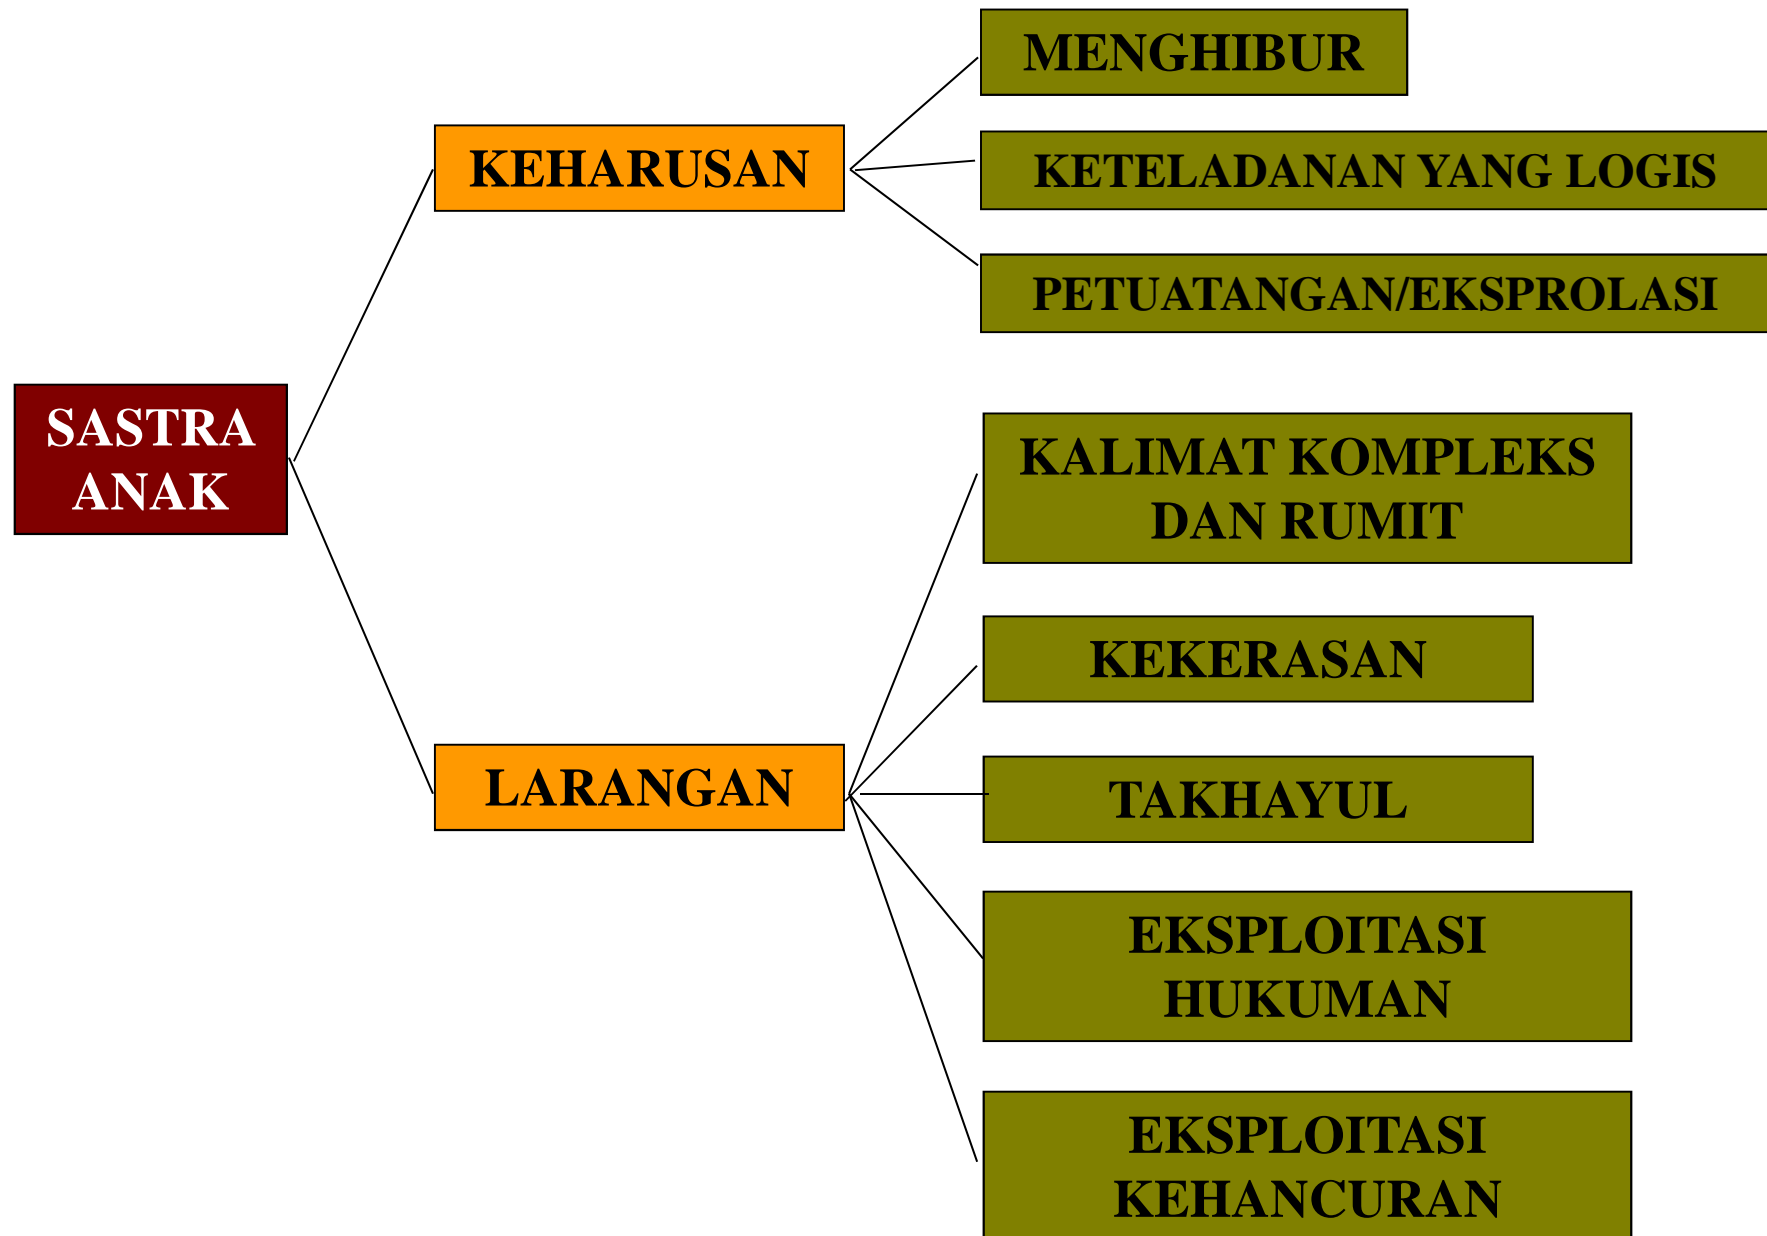 SASTRA
ANAK
KEHARUSAN
MENGHIBUR
KETELADANAN YANG LOGIS
PETUATANGAN/EKSPROLASI
LARANGAN
KALIMAT KOMPLEKS
DAN RUMIT
KEKERASAN
TAKHAYUL
EKSPLOITASI
HUKUMAN
EKSPLOITASI
KEHANCURAN